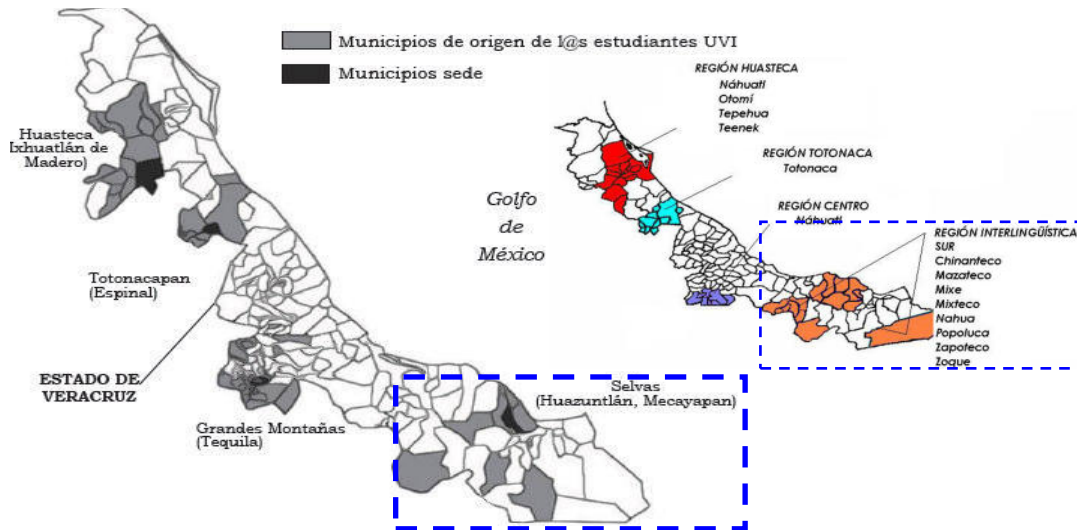 Municipios de origen de l@s estudiantes UVI
Municipios sede
Huasteca
Ixhuatlán de
Madero)
Totonacapan
(Espinal)
ESTADO DE
VERACRUZ
Grandes Montañas
(Tequila)
Selvas
(Huazuntlán, Mecayapan)
REGIÓN HUASTECA
Náhuatl
Otomí
Tepehua
Teenek
REGIÓN TOTONACA
Totonaca
Golfo
de
México
REGIÓN CENTRO
Náhuatl
REGIÓN INTERLINGÜÍSTICA
SUR
Chinanteco
Mazateco
Mixe
Mixteco
Nahua
Popoluca
Zapoteco
Zoque